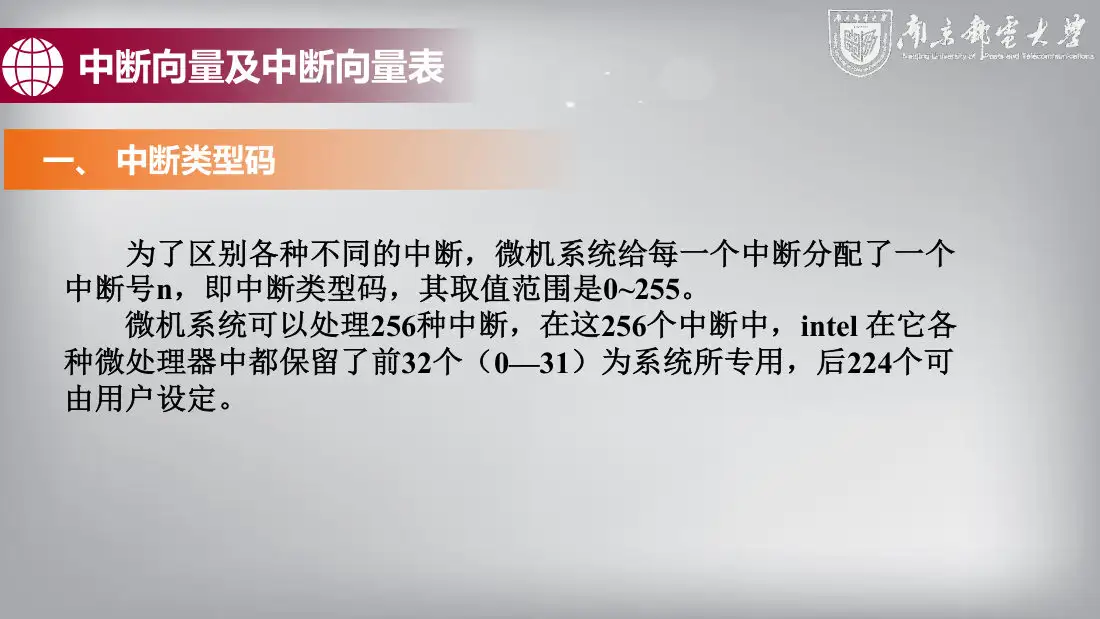 中断向量及中断向量表
南京邮电大学
Nanjing University of Posts and Telecommunications
一、 中断类型码
为了区别各种不同的中断，微机系统给每一个中断分配了一个
中断号n，即中断类型码，其取值范围是0~255。
微机系统可以处理256种中断，在这256个中断中，intel 在它各
种微处理器中都保留了前32个（0—31）为系统所专用，后224个可
由用户设定。